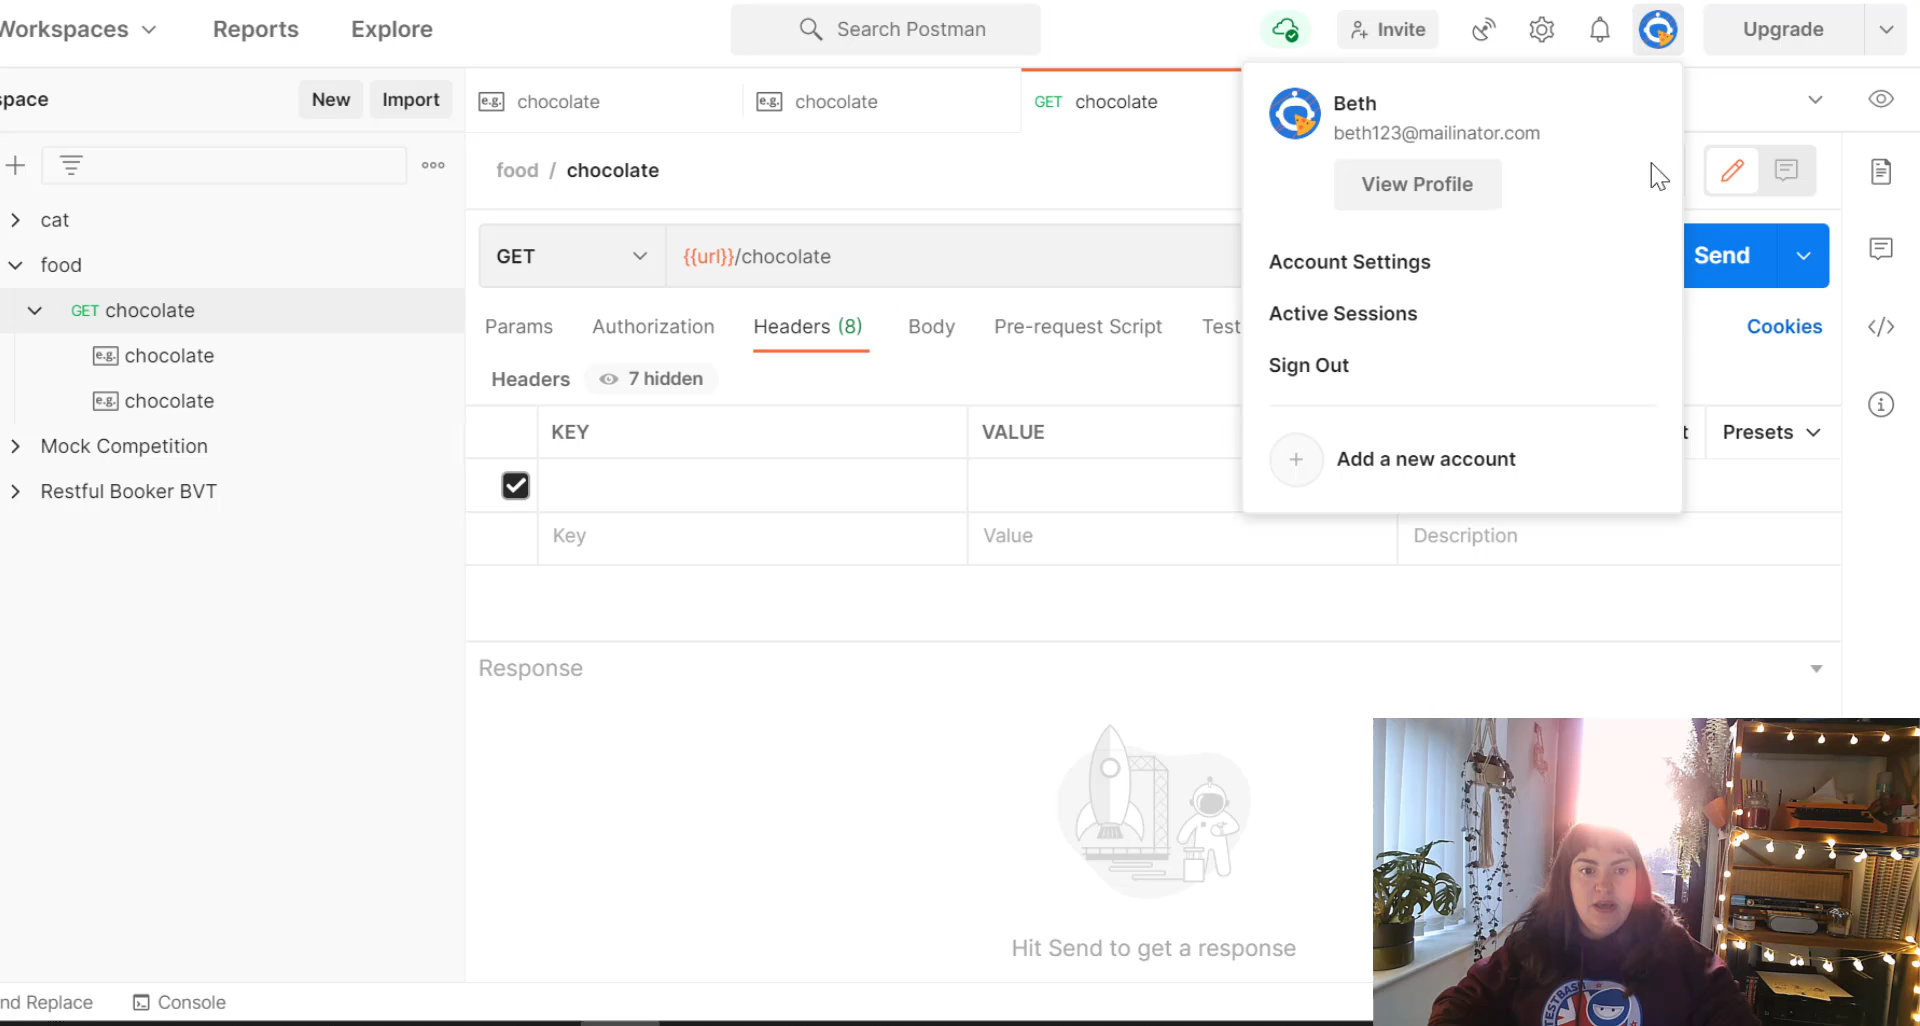 Workspaces
Reports
Explore
Search Postman
Invite
Upgrade
space
New
Import
e.g. chocolate
e.g. chocolate
GET chocolate
Beth
beth123@mailinator.com
View Profile
food / chocolate
cat
food
GET chocolate
e.g. chocolate
e.g. chocolate
Mock Competition
Restful Booker BVT
GET
{{url}}/chocolate
Send
Account Settings
Active Sessions
Sign Out
Add a new account
Params
Authorization
Headers (8)
Body
Pre-request Script
Test
Cookies
Headers
7 hidden
KEY
VALUE
t
Presets
Key
Value
Description
Response
Hit Send to get a response
nd Replace
Console
TESTBASH